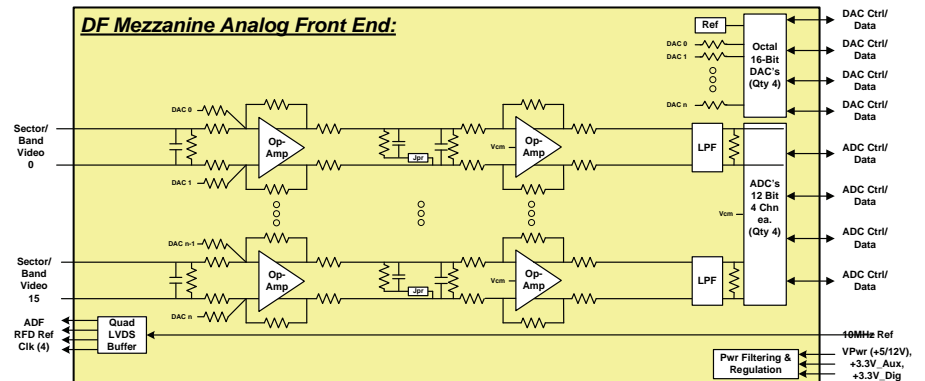 DF Mezzanine Analog Front End:
Ref
DAC 0
DAC 1
DAC n
Octal
16-Bit
DAC's
(Qty 4)
DAC Ctrl/
Data
DAC Ctrl/
Data
DAC Ctrl/
Data
DAC Ctrl/
Data
Sector/
Band
Video
0
DAC 0
DAC 1
Op-
Amp
Jpr
Vcm
Op-
Amp
LPF
ADC's
12 Bit
4 Chn
ea.
(Qty 4)
Vcm
ADC Ctrl/
Data
ADC Ctrl/
Data
ADC Ctrl/
Data
ADC Ctrl/
Data
Sector/
Band
Video
15
DAC n-1
DAC n
Op-
Amp
Jpr
Vcm
Op-
Amp
LPF
ADF
RFD Ref
Clk (4)
Quad
LVDS
Buffer
10MHz Ref
Pwr Filtering &
Regulation
VPwr (+5/12V),
+3.3V_Aux,
+3.3V_Dig